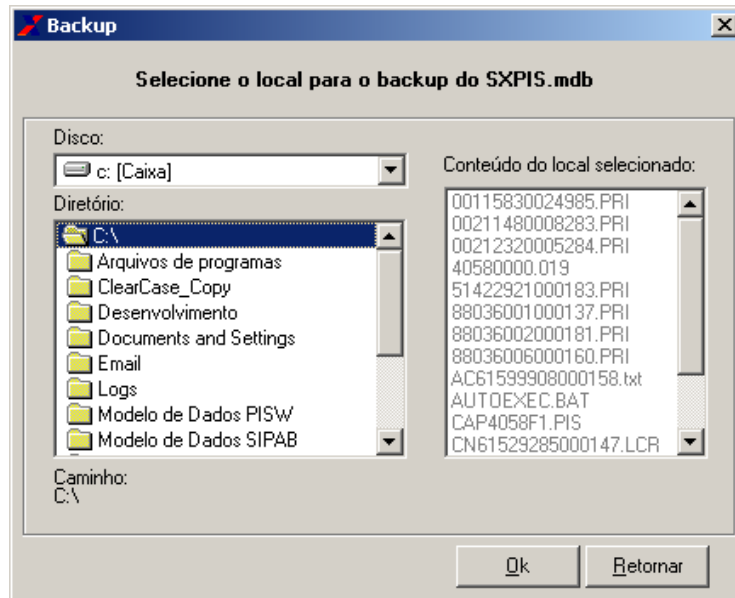 Backup
Selecione o local para o backup do SXPIS.mdb
Disco:
c: [Caixa]
Diretório:
C:\
Arquivos de programas
ClearCase_Copy
Desenvolvimento
Documents and Settings
Email
Logs
Modelo de Dados PISW
Modelo de Dados SIPAB
Caminho:
C:\
Conteúdo do local selecionado:
00115830024985.PRI
00211480008283.PRI
00212320005284.PRI
40580000.019
51422921000183.PRI
88036001000137.PRI
88036002000181.PRI
88036006000160.PRI
AC61599908000158.txt
AUTOEXEC.BAT
CAP4058F1.PIS
CN61529285000147.LCR
Ok
Retornar